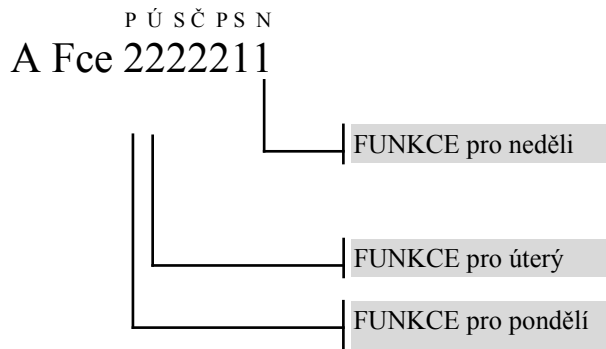 P Ú S Č P S N
A Fce 2222211
FUNKCE pro neděli
FUNKCE pro úterý
FUNKCE pro pondělí